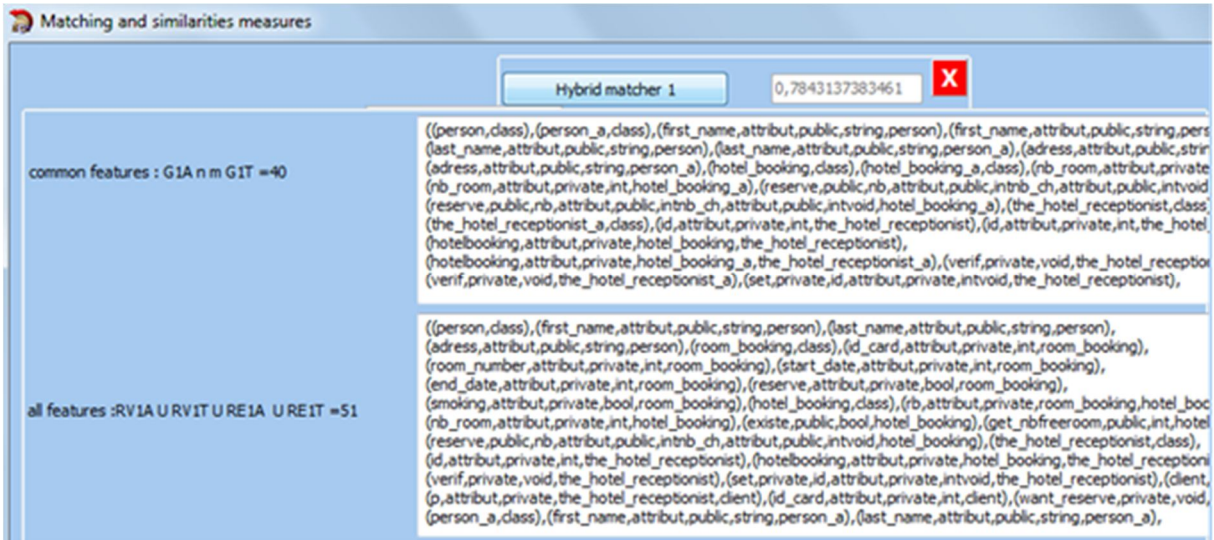 Matching and similarities measures
Hybrid matcher 1
0,7843137383461
X
common features : G1A n m G1T =40
((person,class),(person_a,class),(first_name,attribut,public,string,person),(first_name,attribut,public,string,pers
(last_name,attribut,public,string,person),(last_name,attribut,public,string,person_a),(adress,attribut,public,strin
(adress,attribut,public,string,person_a),(hotel_booking,class),(hotel_booking_a,class),(nb_room,attribut,private
(nb_room,attribut,private,int,hotel_booking_a),(reserve,public,nb,attribut,public,intnb_ch,attribut,public,intvoid
(reserve,public,nb,attribut,public,intnb_ch,attribut,public,intvoid,hotel_booking_a),(the_hotel_receptionist,class)
(the_hotel_receptionist_a,class),(id,attribut,private,int,the_hotel_receptionist),(id,attribut,private,int,the_hotel_
(hotelbooking,attribut,private,hotel_booking,the_hotel_receptionist),
(hotelbooking,attribut,private,hotel_booking_a,the_hotel_receptionist_a),(verif,private,void,the_hotel_reception
(verif,private,void,the_hotel_receptionist_a),(set,private,id,attribut,private,intvoid,the_hotel_receptionist),
all features :RV1A U RV1T U RE1A U RE1T =51
((person,class),(first_name,attribut,public,string,person),(last_name,attribut,public,string,person),
(adress,attribut,public,string,person),(room_booking,class),(id_card,attribut,private,int,room_booking),
(room_number,attribut,private,int,room_booking),(start_date,attribut,private,int,room_booking),
(end_date,attribut,private,int,room_booking),(reserve,attribut,private,bool,room_booking),
(smoking,attribut,private,bool,room_booking),(hotel_booking,class),(rb,attribut,private,room_booking,hotel_boo
(nb_room,attribut,private,int,hotel_booking),(existe,public,bool,hotel_booking),(get_nbfreeroom,public,int,hotel
(reserve,public,nb,attribut,public,intnb_ch,attribut,public,intvoid,hotel_booking),(the_hotel_receptionist,class),
(id,attribut,private,int,the_hotel_receptionist),(hotelbooking,attribut,private,hotel_booking,the_hotel_receptioni
(verif,private,void,the_hotel_receptionist),(set,private,id,attribut,private,intvoid,the_hotel_receptionist),(client,
(p,attribut,private,the_hotel_receptionist,client),(id_card,attribut,private,int,client),(want_reserve,private,void,
(person_a,class),(first_name,attribut,public,string,person_a),(last_name,attribut,public,string,person_a),